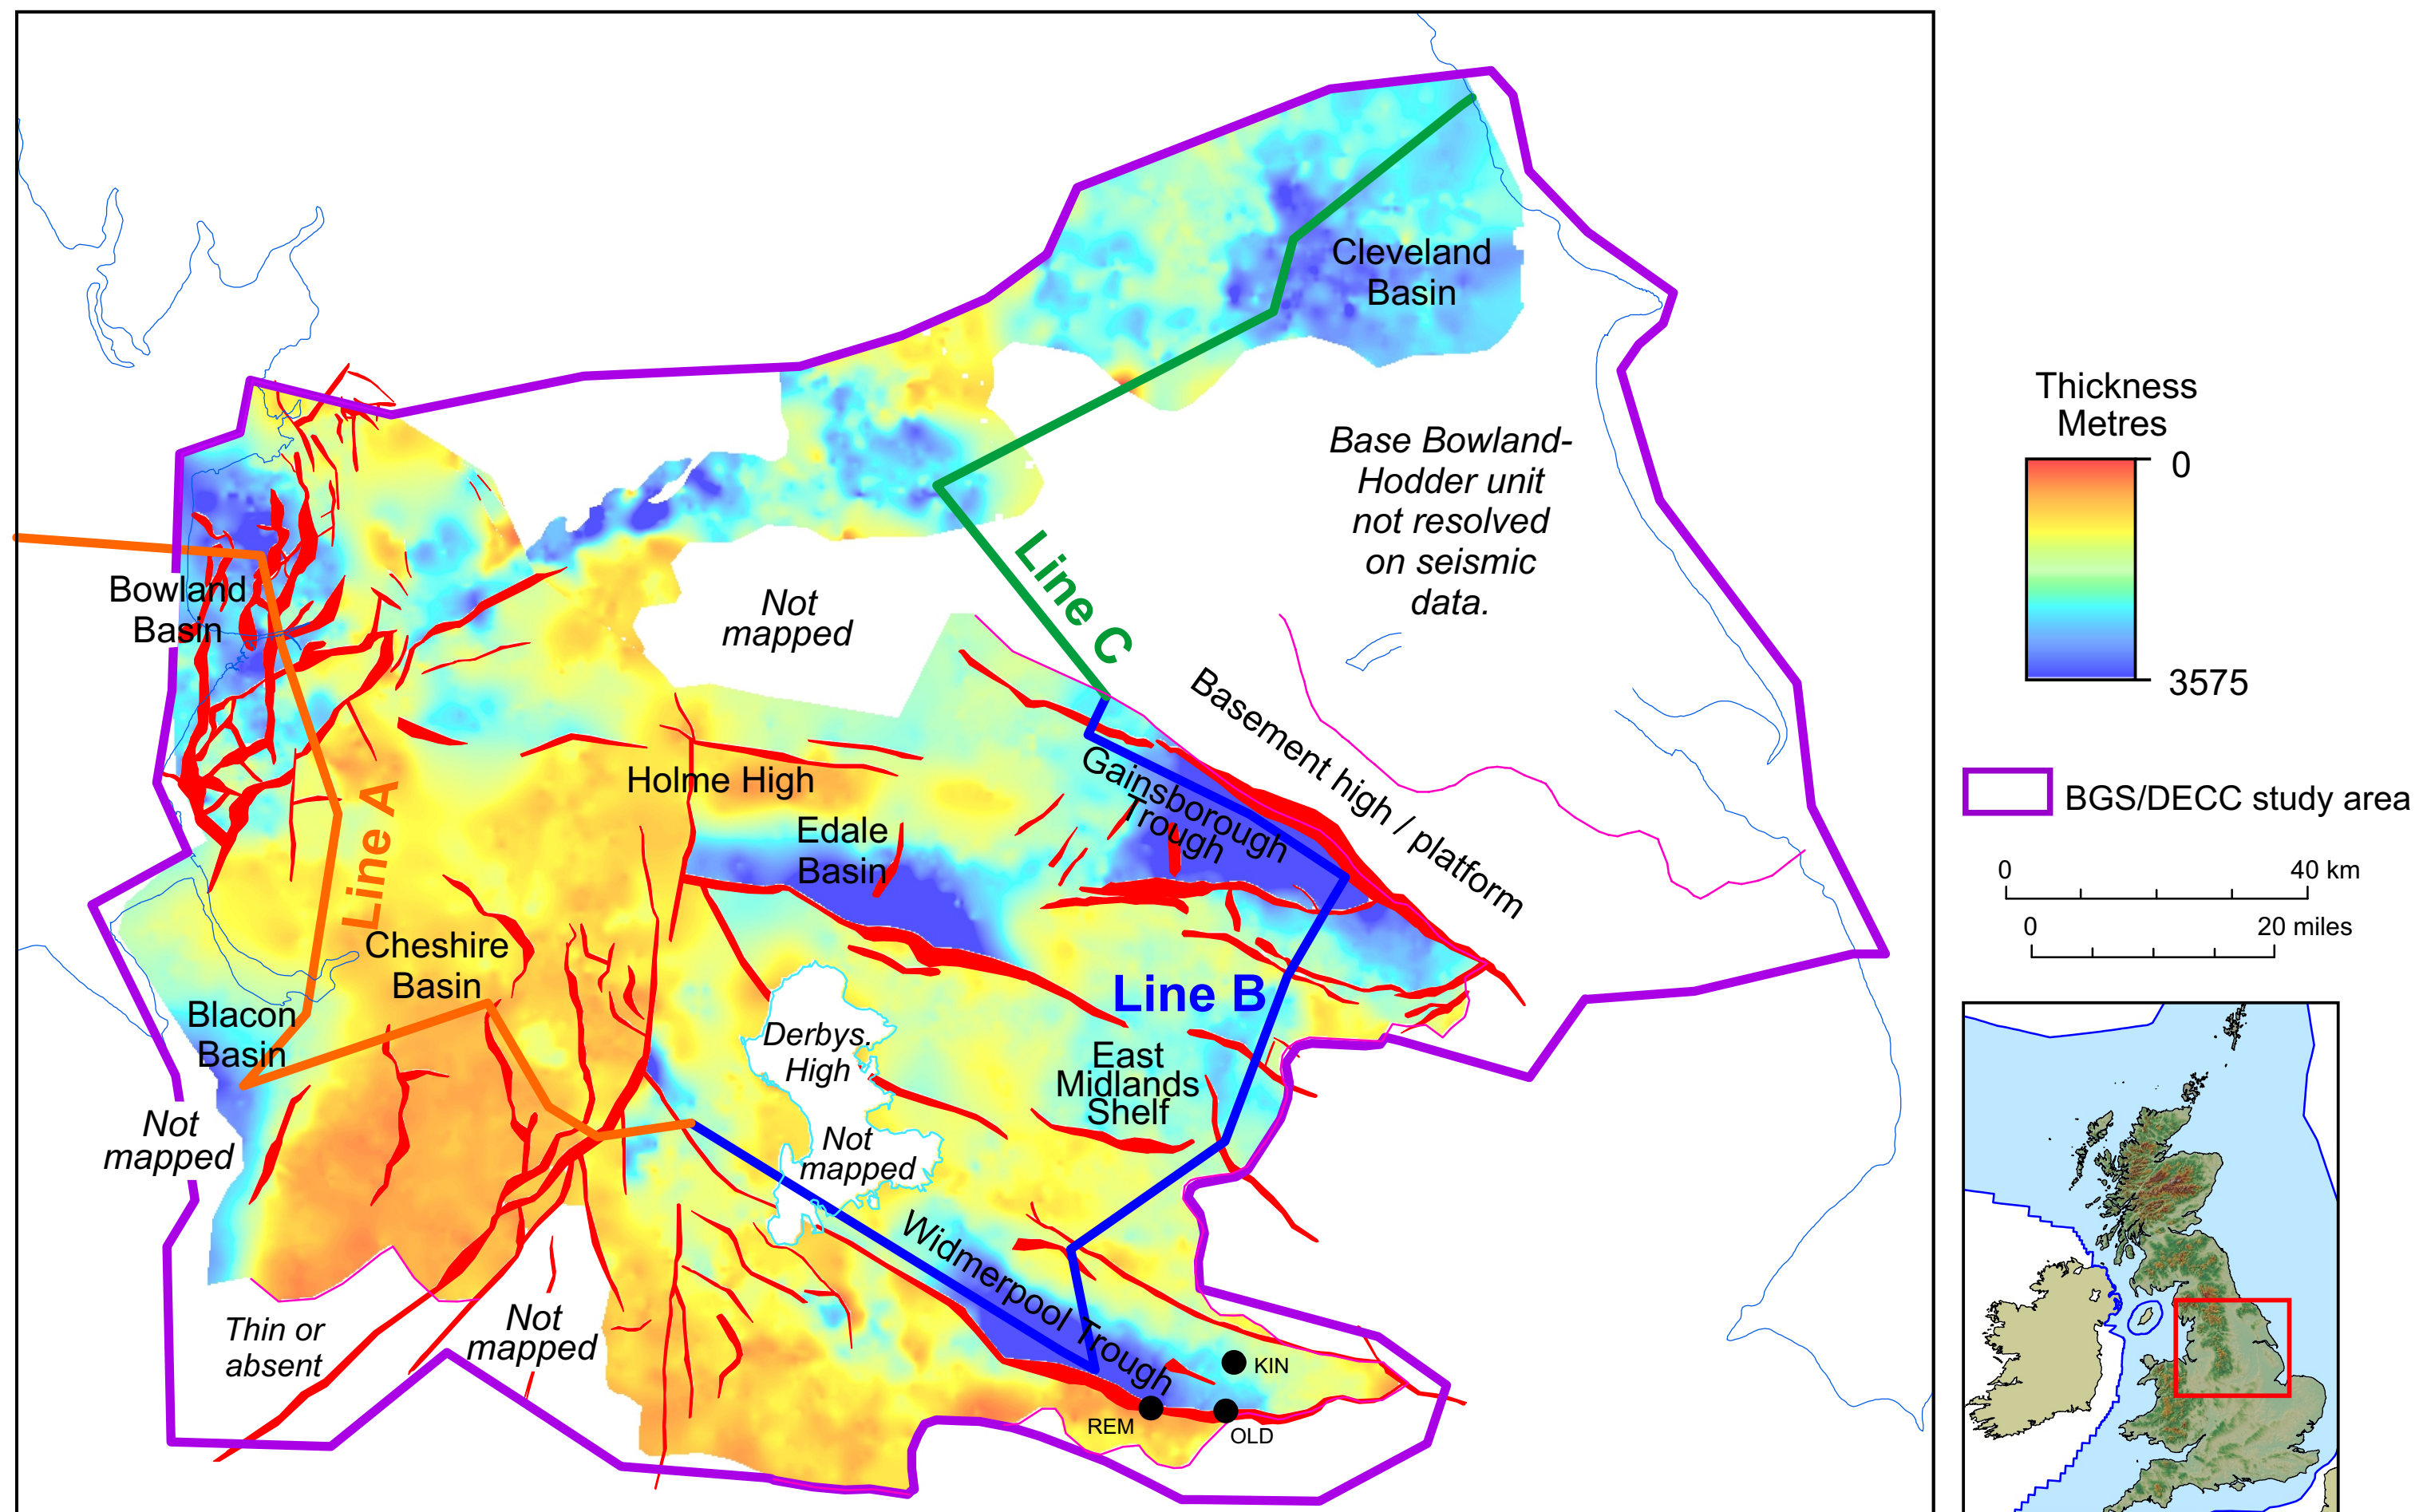 Cleveland
Basin
Base Bowland-
Hodder unit
not resolved
on seismic
data.
Thickness
Metres
0
3575
Line C
Bowland
Basin
Not
mapped
Basement high / platform
BGS/DECC study area
Gainsborough
Trough
Holme High
Edale
Basin
Line A
0
40 km
0
20 miles
Cheshire
Basin
Line B
Blacon
Basin
Derbys.
High
East
Midlands
Shelf
Not
mapped
Not
mapped
Widmerpool Trough
Thin or
absent
Not
mapped
KIN
REM
OLD